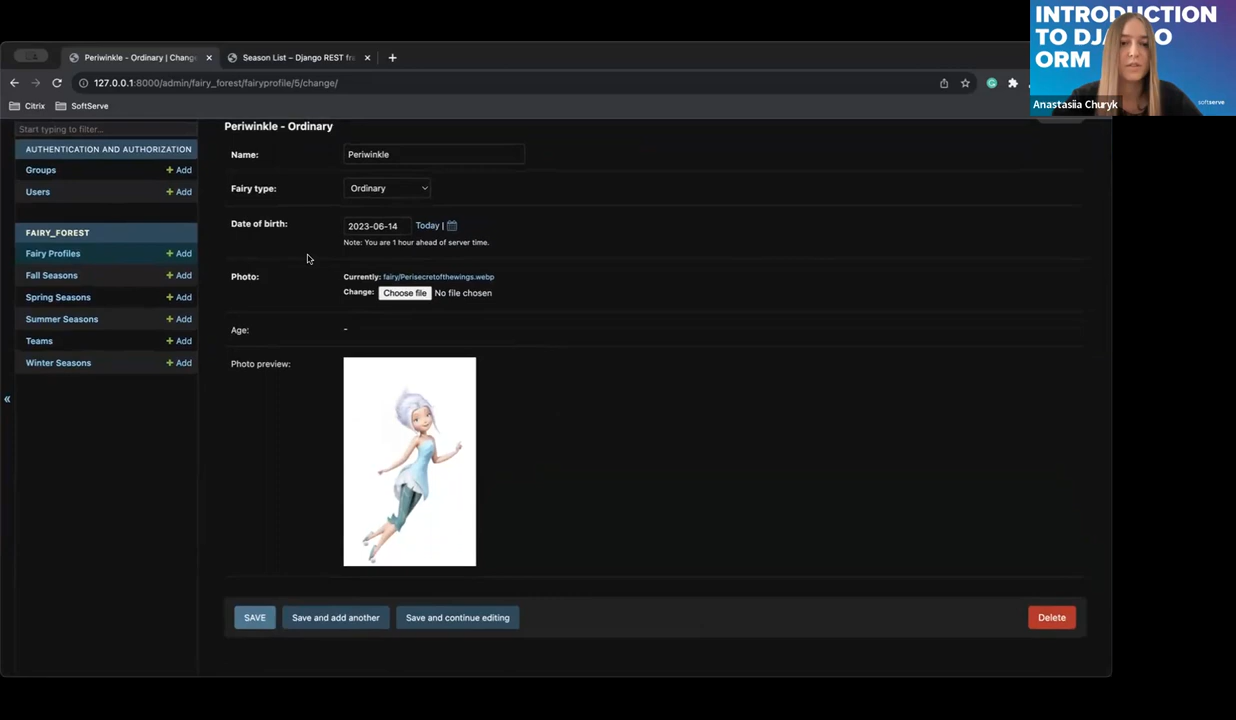 INTRODUCTION
TO DJANGO
ORM
Anastasiia Churyk
softserve
Periwinkle - Ordinary | Chang
Season List – Django REST fra
127.0.0.1:8000/admin/fairy_forest/fairyprofile/5/change/
Citrix
SoftServe
Start typing to filter...
AUTHENTICATION AND AUTHORIZATION
Groups + Add
Users + Add
FAIRY_FOREST
Fairy Profiles + Add
Fall Seasons + Add
Spring Seasons + Add
Summer Seasons + Add
Teams + Add
Winter Seasons + Add
«
Periwinkle - Ordinary
Name: Periwinkle
Fairy type: Ordinary
Date of birth: 2023-06-14 Today |
Note: You are 1 hour ahead of server time.
Photo: Currently: fairy/Perisecretofthewings.webp
Change: Choose file No file chosen
Age: -
Photo preview:
SAVE
Save and add another
Save and continue editing
Delete